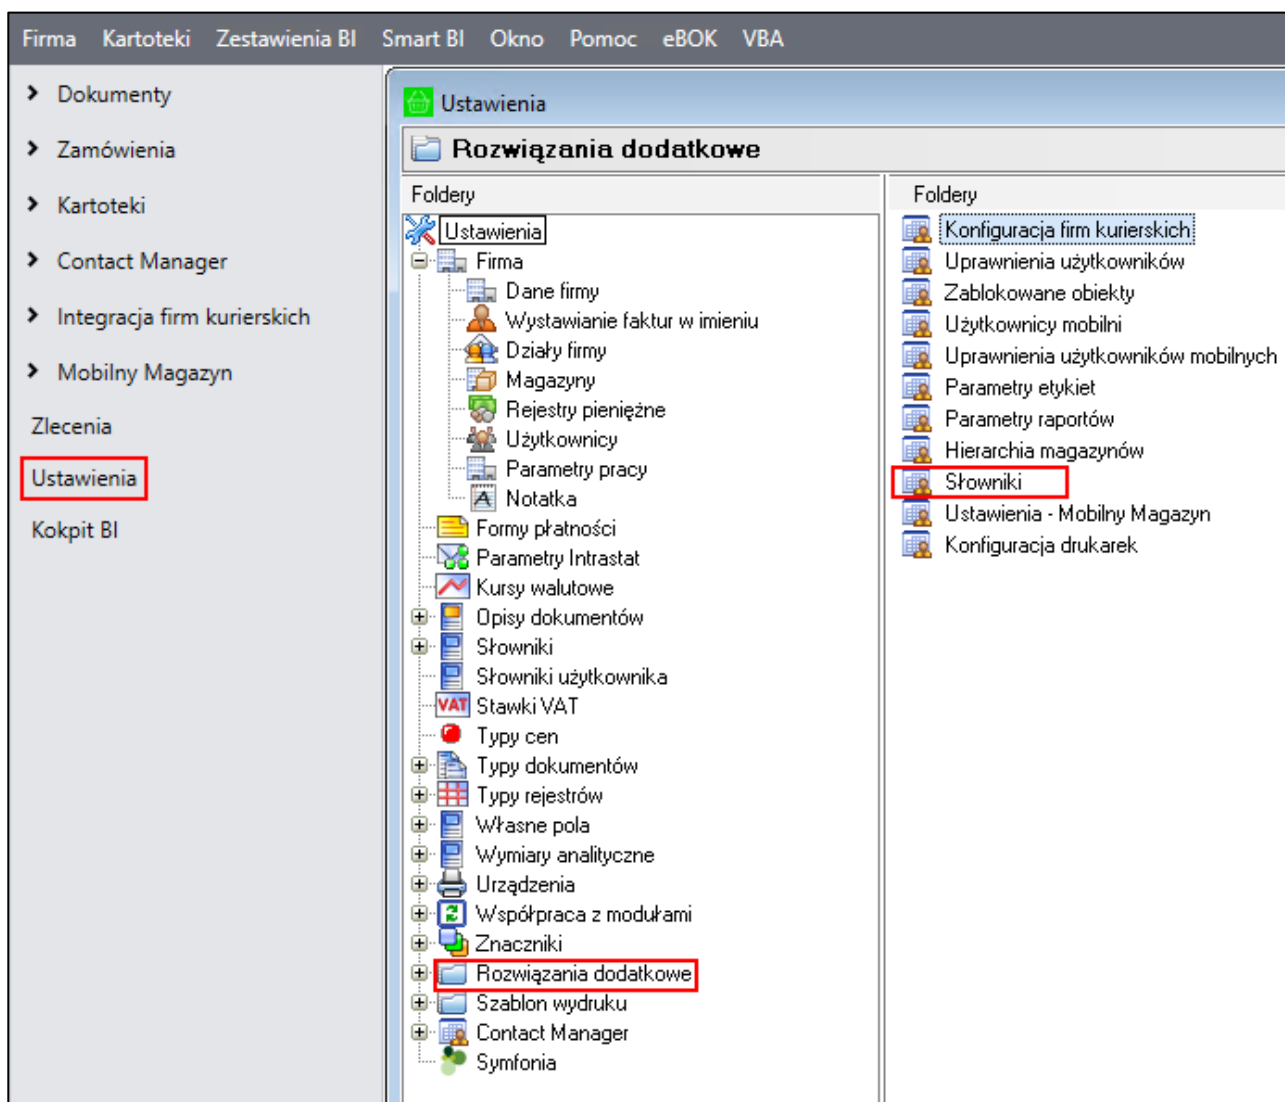 Firma Kartoteki Zestawienia BI Smart BI Okno Pomoc eBOK VBA
Dokumenty
Zamówienia
Kartoteki
Contact Manager
Integracja firm kurierskich
Mobilny Magazyn
Zlecenia
Ustawienia
Kokpit BI
Ustawienia
Rozwiązania dodatkowe
Foldery
Ustawienia
Firma
Dane firmy
Wystawianie faktur w imieniu
Działy firmy
Magazyny
Rejestry pieniężne
Użytkownicy
Parametry pracy
Notatka
Formy płatności
Parametry Intrastat
Kursy walutowe
Opisy dokumentów
Słowniki
Słowniki użytkownika
VAT Stawki VAT
Typy cen
Typy dokumentów
Typy rejestrów
Własne pola
Wymiary analityczne
Urządzenia
Współpraca z modułami
Znaczniki
Rozwiązania dodatkowe
Szablon wydruku
Contact Manager
Symfonia
Foldery
Konfiguracja firm kurierskich
Uprawnienia użytkowników
Zablokowane obiekty
Użytkownicy mobilni
Uprawnienia użytkowników mobilnych
Parametry etykiet
Parametry raportów
Hierarchia magazynów
Słowniki
Ustawienia - Mobilny Magazyn
Konfiguracja drukarek